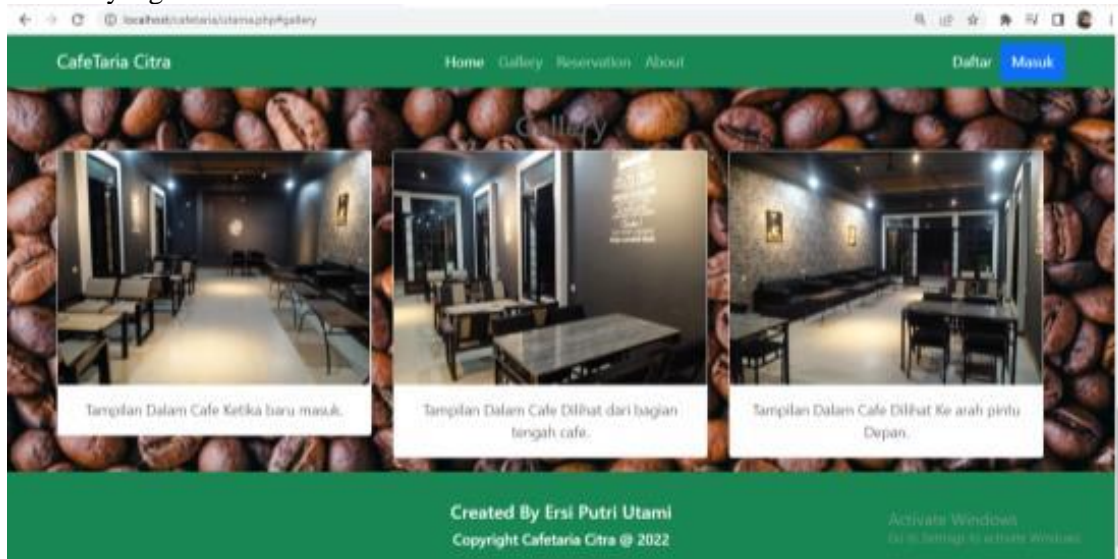 localhost/cafetaria/utama.php#gallery
CafeTaria Citra Home Gallery Reservation About Daftar Masuk
Gallery
Tampilan Dalam Cafe Ketika baru masuk.
Tampilan Dalam Cafe Dilihat dari bagian
tengah cafe.
Tampilan Dalam Cafe Dilihat Ke arah pintu
Depan.
Created By Ersi Putri Utami
Copyright Cafetaria Citra @ 2022
Activate Windows
Go to Settings to activate Windows.